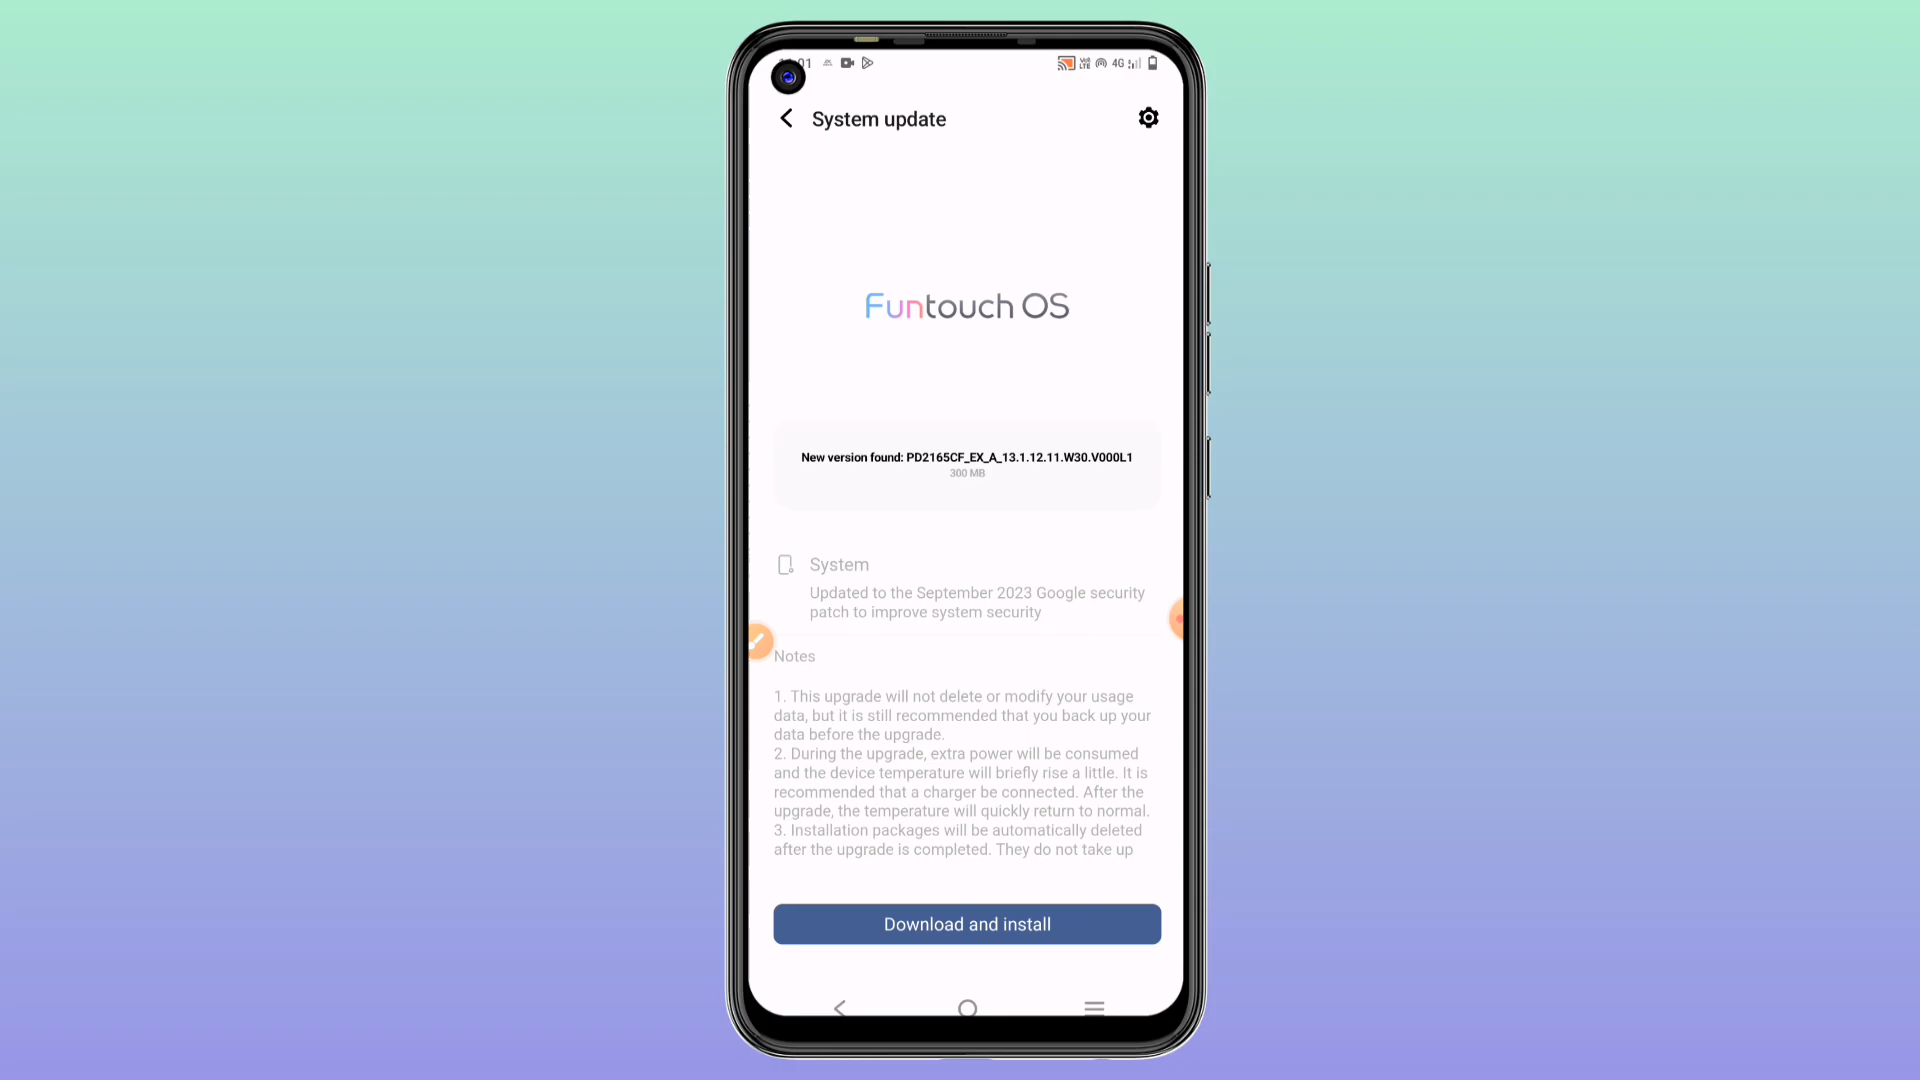 4G
System update
Funtouch OS
New version found: PD2165CF_EX_A_13.1.12.11.W30.V000L1
300 MB
System
Updated to the September 2023 Google security
patch to improve system security
Notes
1. This upgrade will not delete or modify your usage
data, but it is still recommended that you back up your
data before the upgrade.
2. During the upgrade, extra power will be consumed
and the device temperature will briefly rise a little. It is
recommended that a charger be connected. After the
upgrade, the temperature will quickly return to normal.
3. Installation packages will be automatically deleted
after the upgrade is completed. They do not take up
Download and install